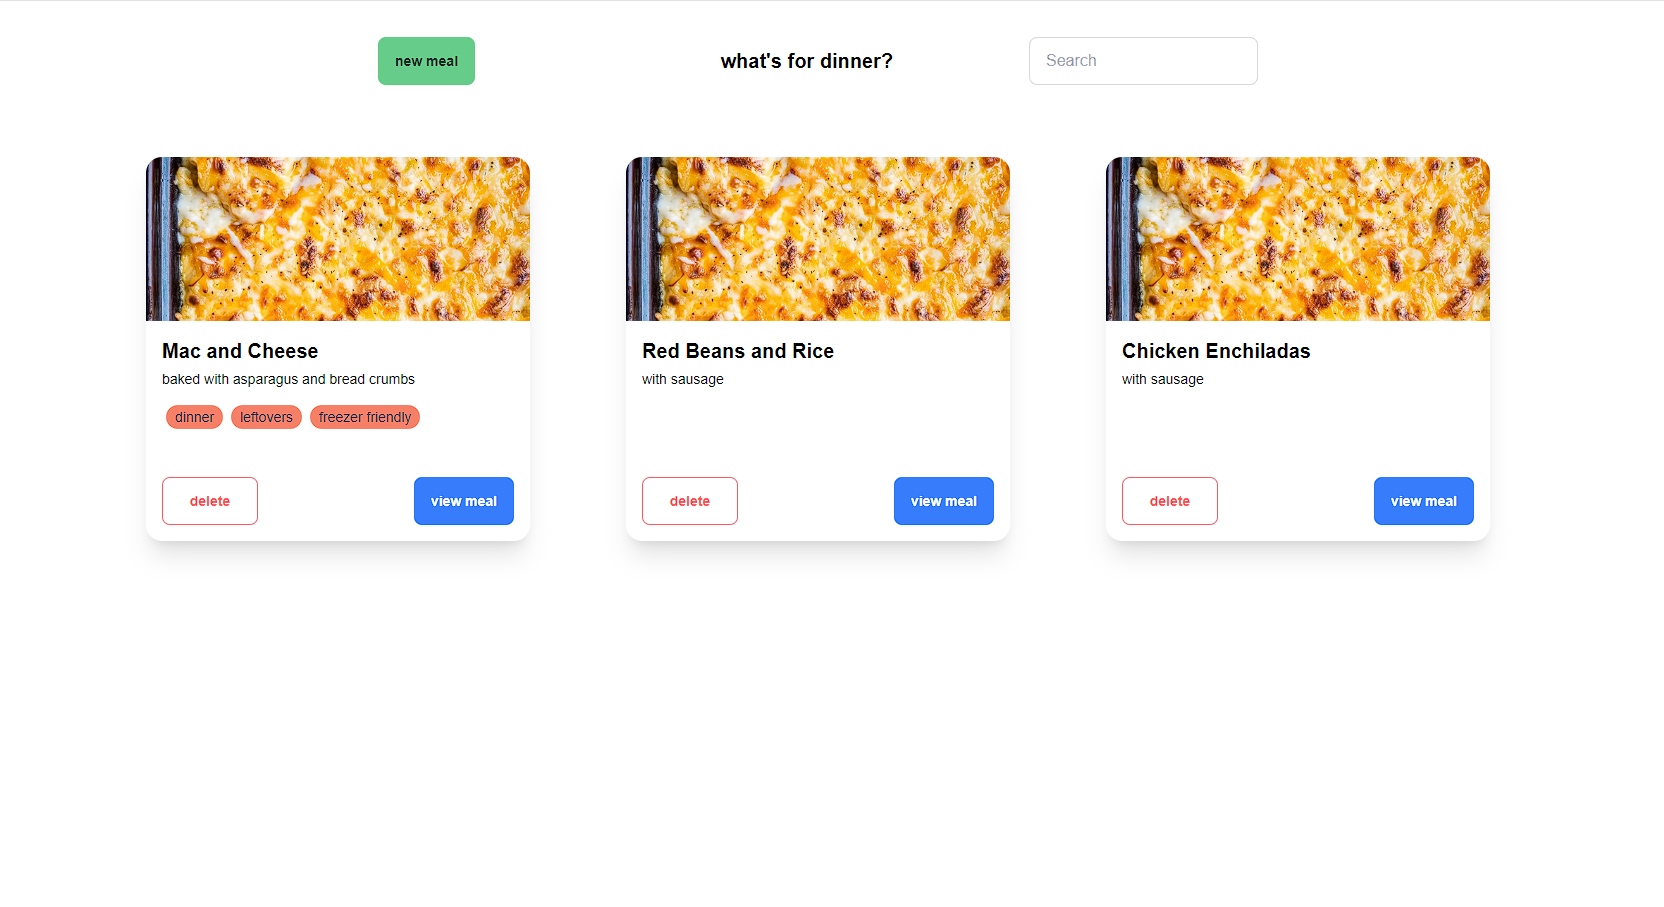 new meal
what's for dinner?
Search
Mac and Cheese
baked with asparagus and bread crumbs
dinner leftovers freezer friendly
delete view meal
Red Beans and Rice
with sausage
delete view meal
Chicken Enchiladas
with sausage
delete view meal